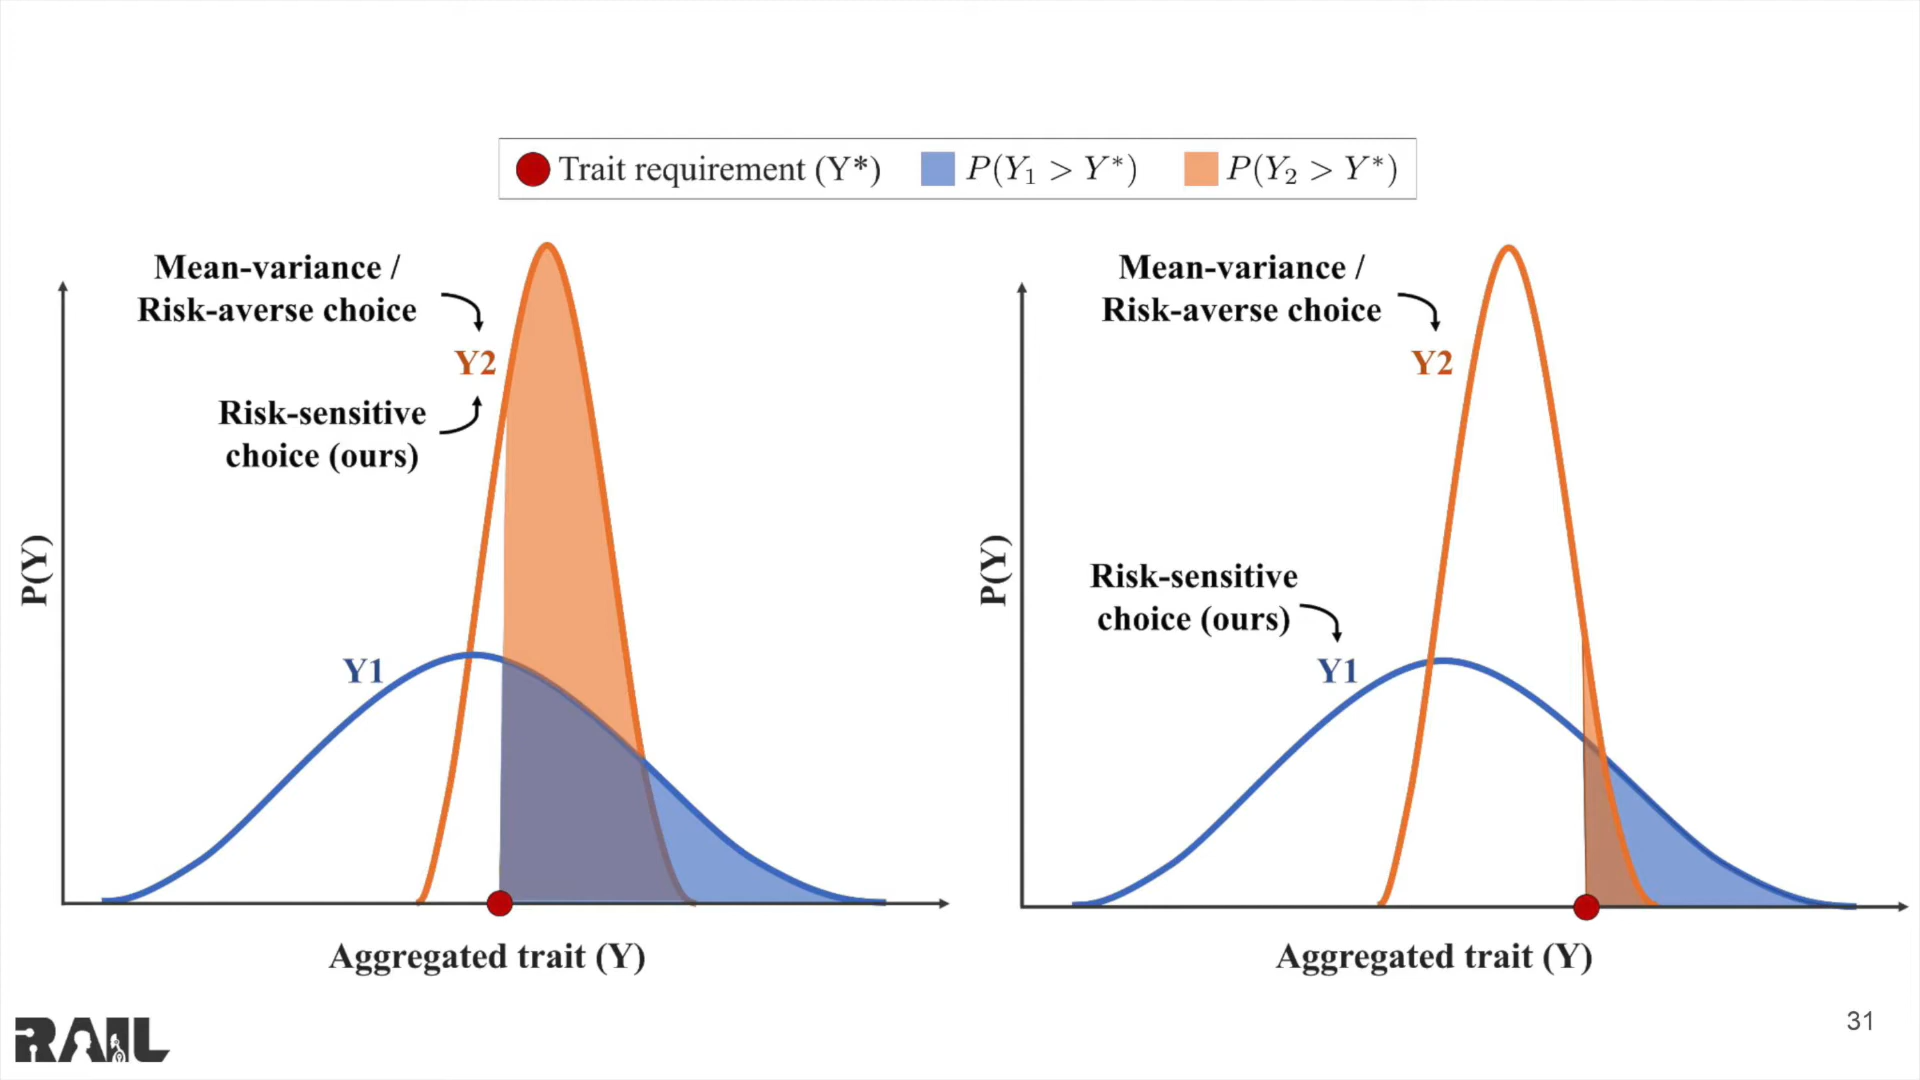 Trait requirement (Y*) P(Y₁ > Y*) P(Y₂ > Y*)
Mean-variance /
Risk-averse choice
Y2
Risk-sensitive
choice (ours)
Y1
P(Y)
Aggregated trait (Y)
Mean-variance /
Risk-averse choice
Y2
Risk-sensitive
choice (ours)
Y1
P(Y)
Aggregated trait (Y)
RAIL
31